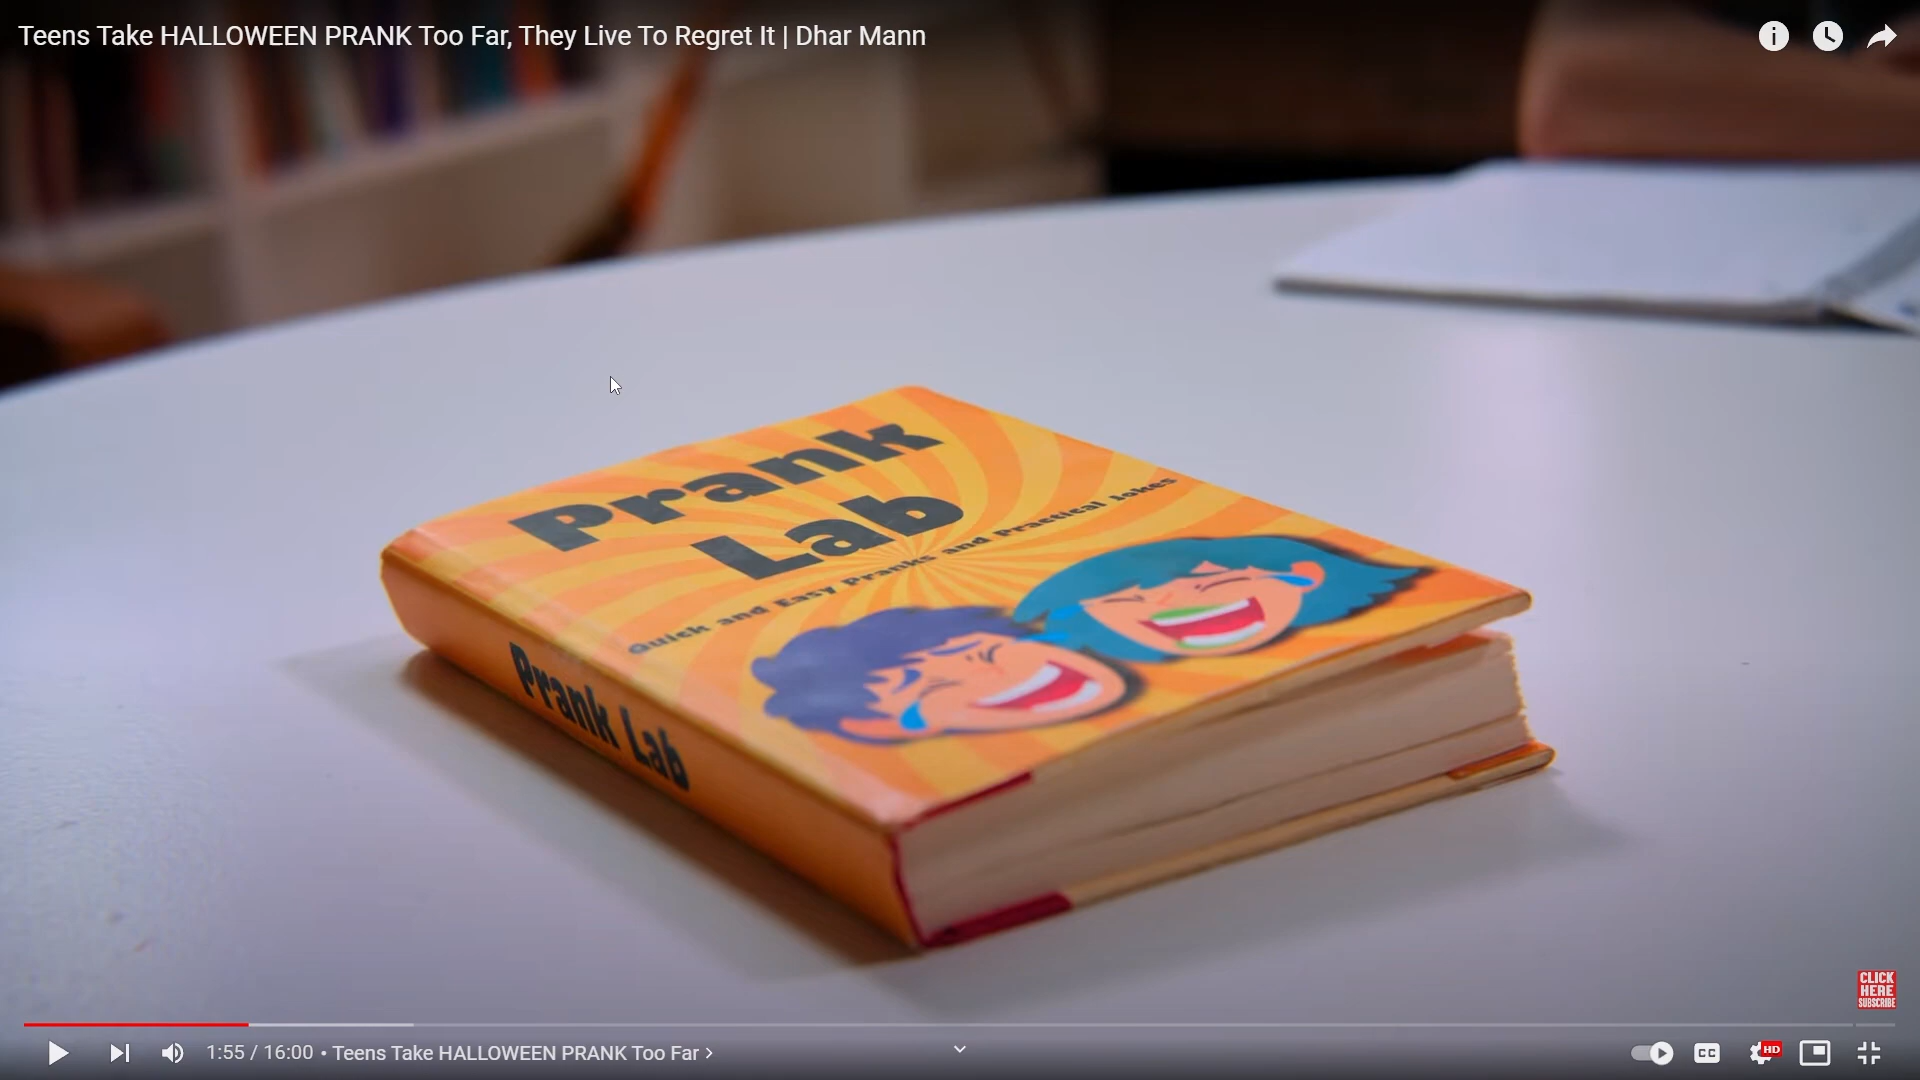 Teens Take HALLOWEEN PRANK Too Far, They Live To Regret It | Dhar Mann
Prank
Lab
Quick and Easy Pranks and Practical Jokes
Prank Lab
CLICK
HERE
SUBSCRIBE
1:55 / 16:00 • Teens Take HALLOWEEN PRANK Too Far
CC
HD